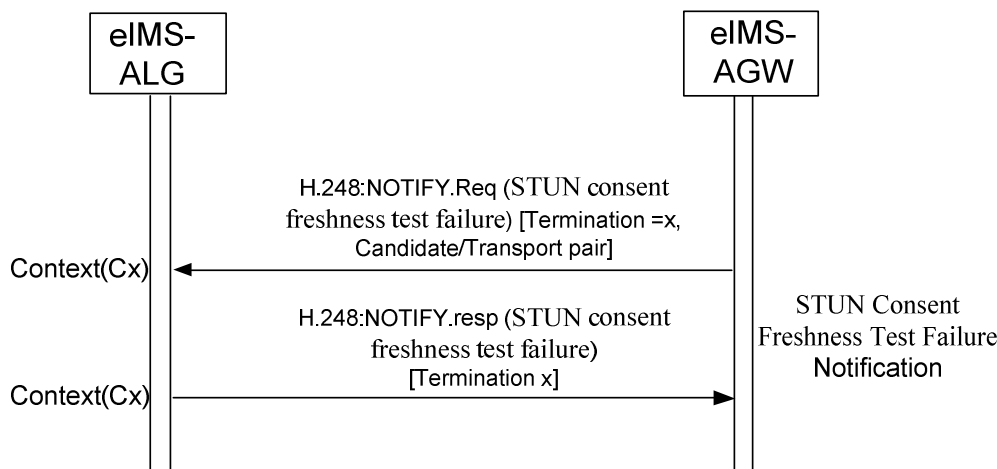 eIMS-
ALG
eIMS-
AGW
H.248:NOTIFY.Req (STUN consent
freshness test failure) [Termination =x,
Candidate/Transport pair]
Context(Cx)
H.248:NOTIFY.resp (STUN consent
freshness test failure)
[Termination x]
Context(Cx)
STUN Consent
Freshness Test Failure
Notification